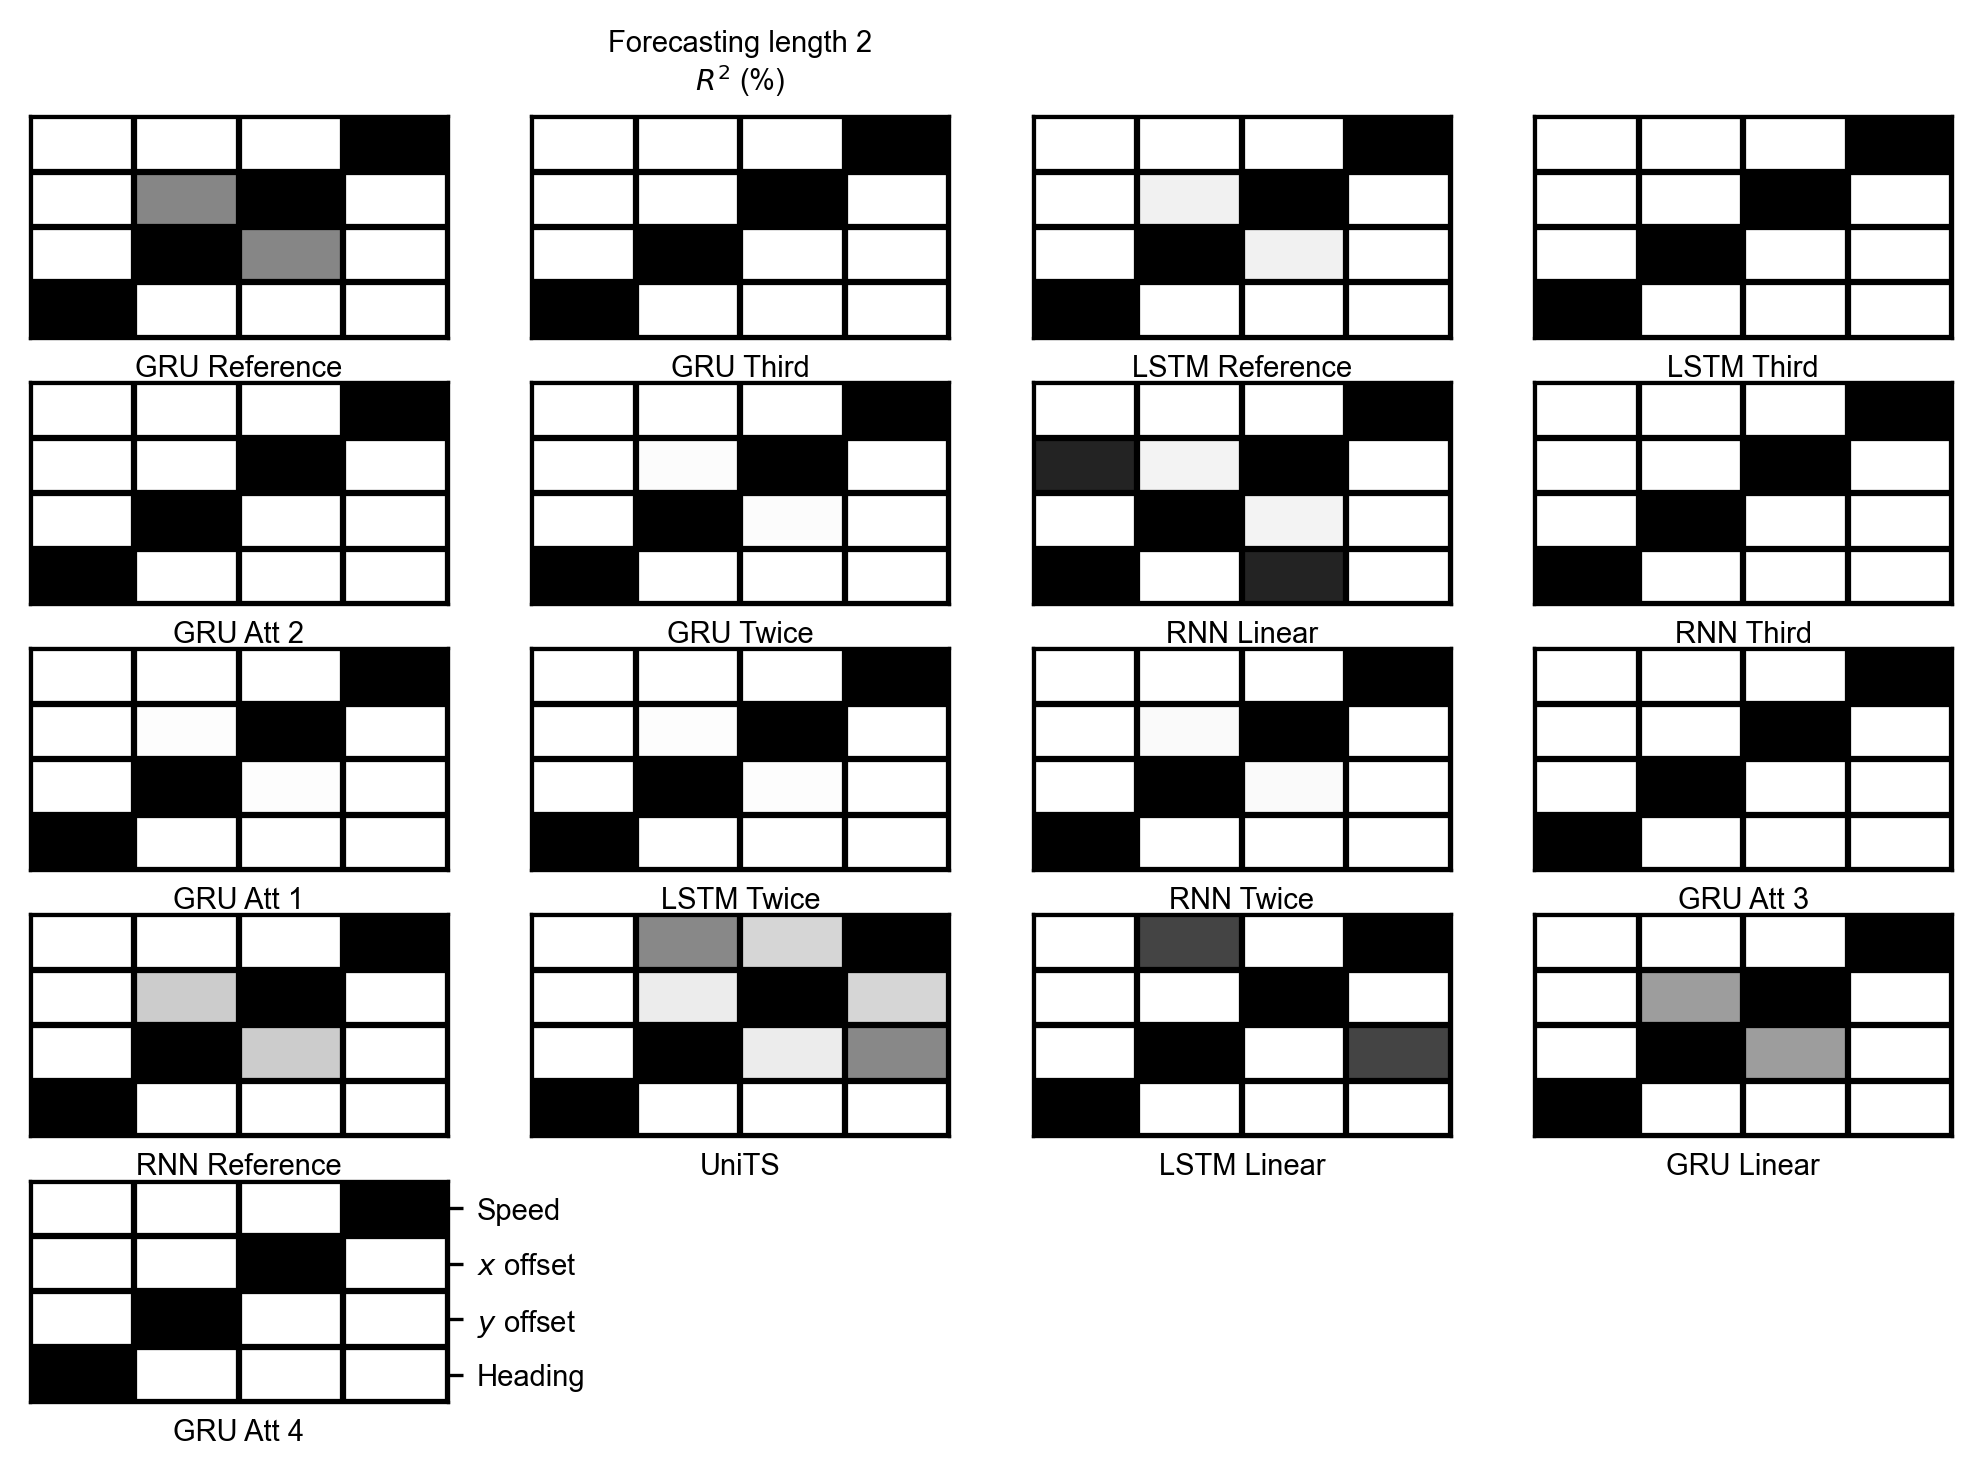 Forecasting length 2
R² (%)
GRU Reference
GRU Third
LSTM Reference
LSTM Third
GRU Att 2
GRU Twice
RNN Linear
RNN Third
GRU Att 1
LSTM Twice
RNN Twice
GRU Att 3
RNN Reference
UniTS
LSTM Linear
GRU Linear
Speed
x offset
y offset
Heading
GRU Att 4